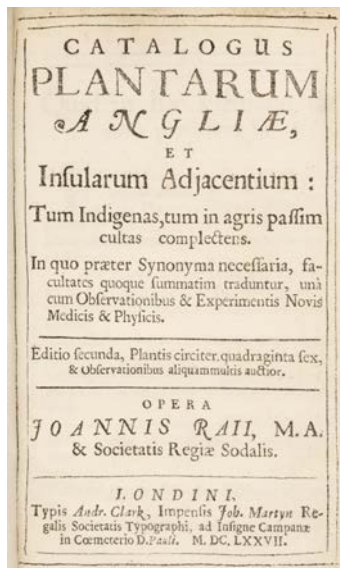 CATALOGUS
PLANTARUM
ANGLIÆ,
ET
Inſularum Adjacentium :
Tum Indigenas, tum in agris paſſim
cultas complectens.
In quo præter Synonyma neceſſaria, fa-
cultates quoque ſummatim traduntur, unà
cum Obſervationibus & Experimentis Novis
Medicis & Phyſicis.
Editio ſecunda, Plantis circiter quadraginta ſex,
& Obſervationibus aliquammultis auctior.
OPERA
JOANNIS RAII, M.A.
& Societatis Regiæ Sodalis.
LONDINI,
Typis Andr. Clark, Impenſis Joh. Martyn Re-
galis Societatis Typographi, ad Inſigne Campanæ
in Cœmeterio D. Pauli. M. DC. LXXVII.